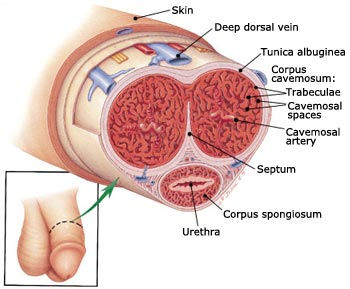 Skin
Deep dorsal vein
Tunica albuginea
Corpus
cavemosum:
Trabeculae
Cavemosal
spaces
Cavemosal
artery
Septum
Corpus spongiosum
Urethra